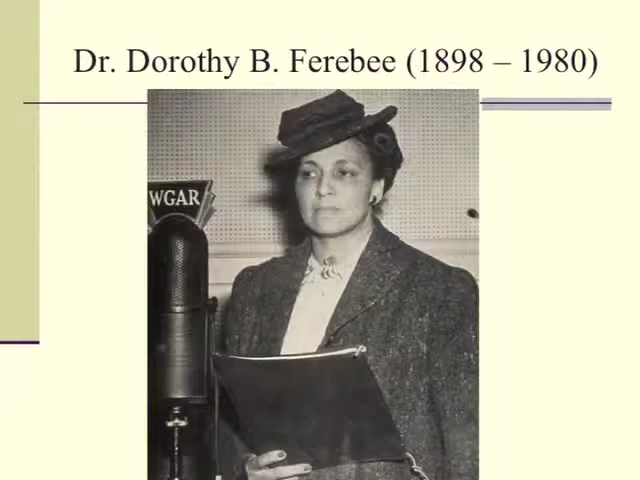 Dr. Dorothy B. Ferebee (1898 – 1980)
WGAR